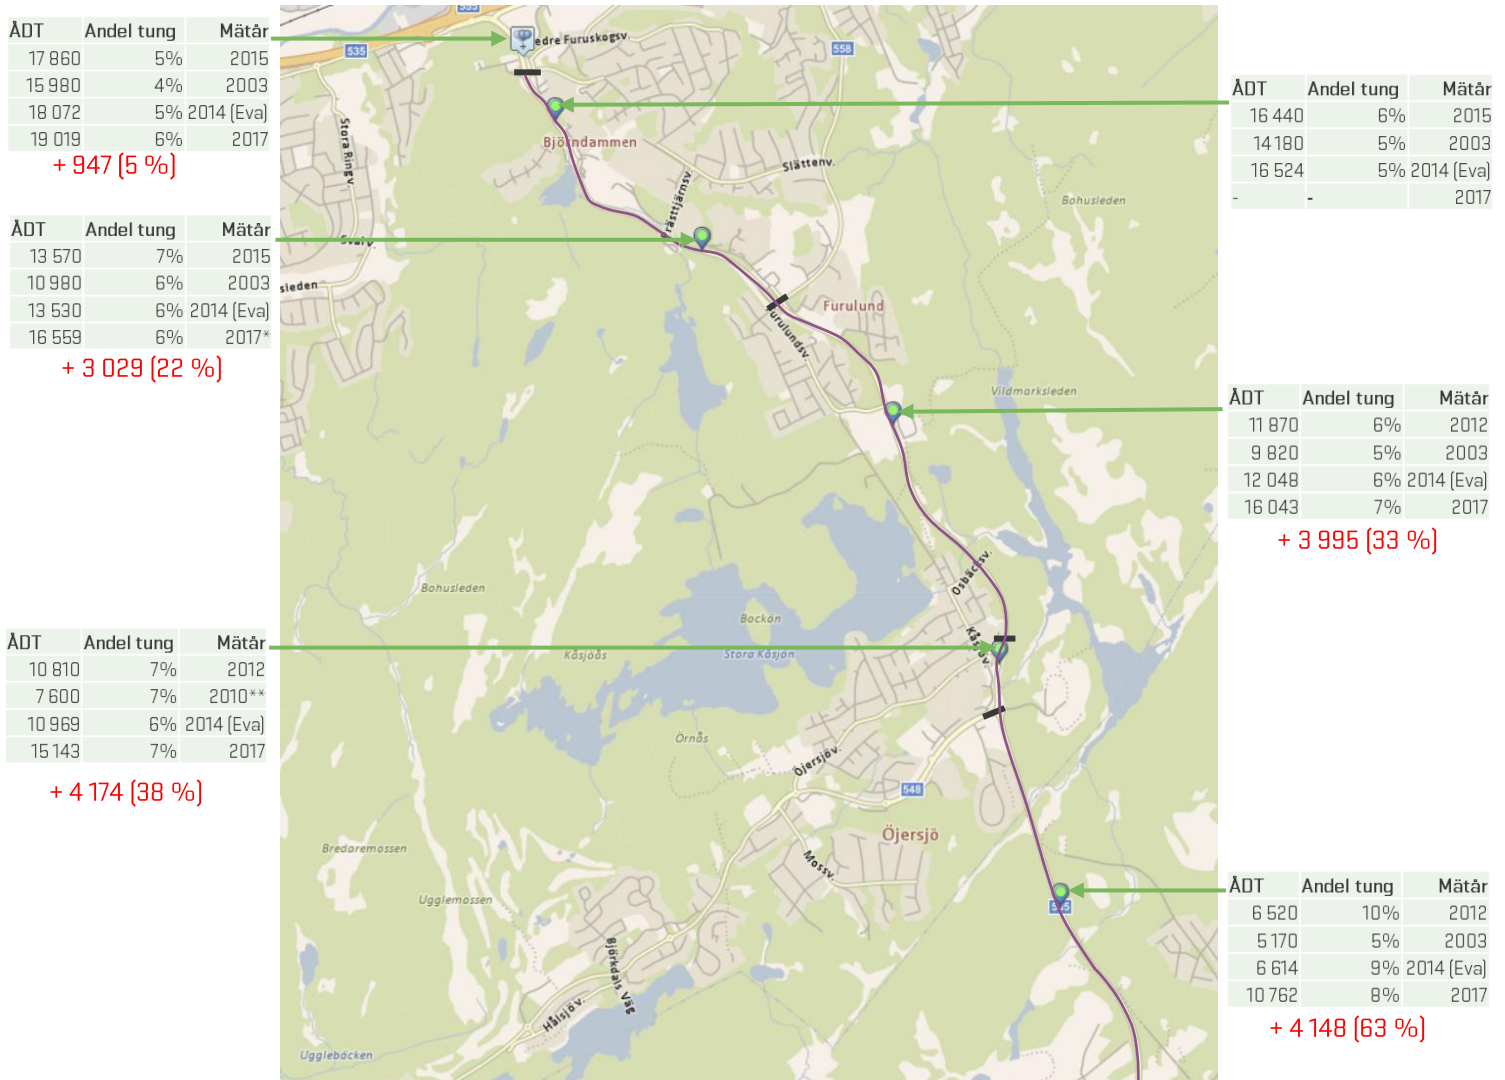 ÅDT Andel tung Mätår
17 860 5% 2015
15 980 4% 2003
18 072 5% 2014 (Eva)
19 019 6% 2017
+ 947 (5 %)
ÅDT Andel tung Mätår
13 570 7% 2015
10 980 6% 2003
13 530 6% 2014 (Eva)
16 559 6% 2017*
+ 3 029 (22 %)
ÅDT Andel tung Mätår
10 810 7% 2012
7 600 7% 2010**
10 969 6% 2014 (Eva)
15 143 7% 2017
+ 4 174 (38 %)
535
edre Furuskogsv.
558
Stora Ringv.
Björndammen
Slättenv.
rästtjärnsv.
Bohusleden
sleden
Furulund
Furulundsv.
Vildmarksleden
Osbäcksv.
Bohusleden
Bockön
Kåsjöv.
Kåsjöås
Stora Kåsjön
Örnås
Öjersjöv.
548
Öjersjö
Bredaremossen
Mossv.
Ugglemossen
Björkdals Väg
Hålsjöv.
Ugglebäcken
ÅDT Andel tung Mätår
16 440 6% 2015
14 180 5% 2003
16 524 5% 2014 (Eva)
- - 2017
ÅDT Andel tung Mätår
11 870 6% 2012
9 820 5% 2003
12 048 6% 2014 (Eva)
16 043 7% 2017
+ 3 995 (33 %)
ÅDT Andel tung Mätår
6 520 10% 2012
5 170 5% 2003
6 614 9% 2014 (Eva)
10 762 8% 2017
+ 4 148 (63 %)